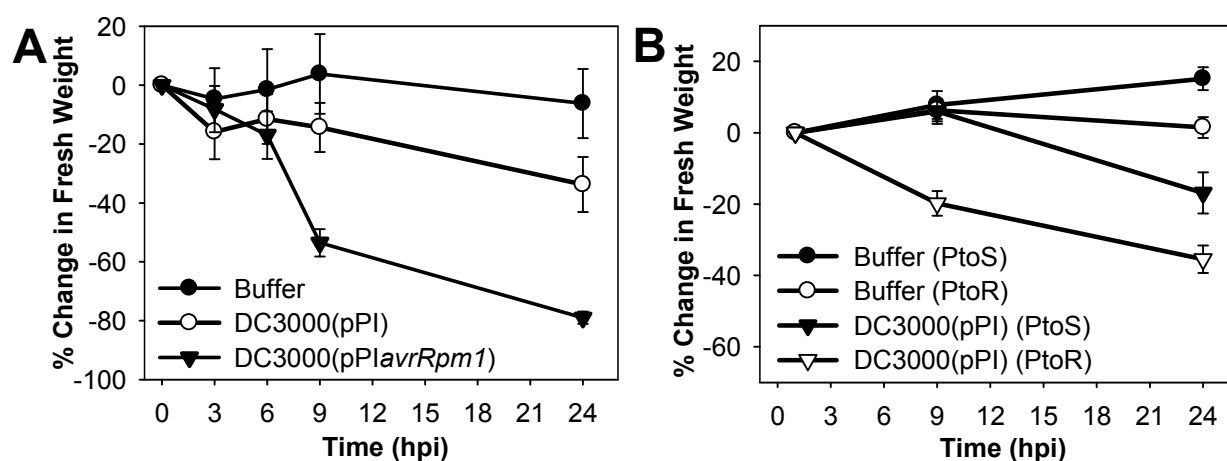 A
% Change in Fresh Weight
20
0
-20
-40
-60
-80
-100
Buffer
DC3000(pPI)
DC3000(pPIavrRpm1)
0 3 6 9 12 15 18 21 24
Time (hpi)
B
% Change in Fresh Weight
20
0
-20
-40
-60
Buffer (PtoS)
Buffer (PtoR)
DC3000(pPI) (PtoS)
DC3000(pPI) (PtoR)
0 3 6 9 12 15 18 21 24
Time (hpi)